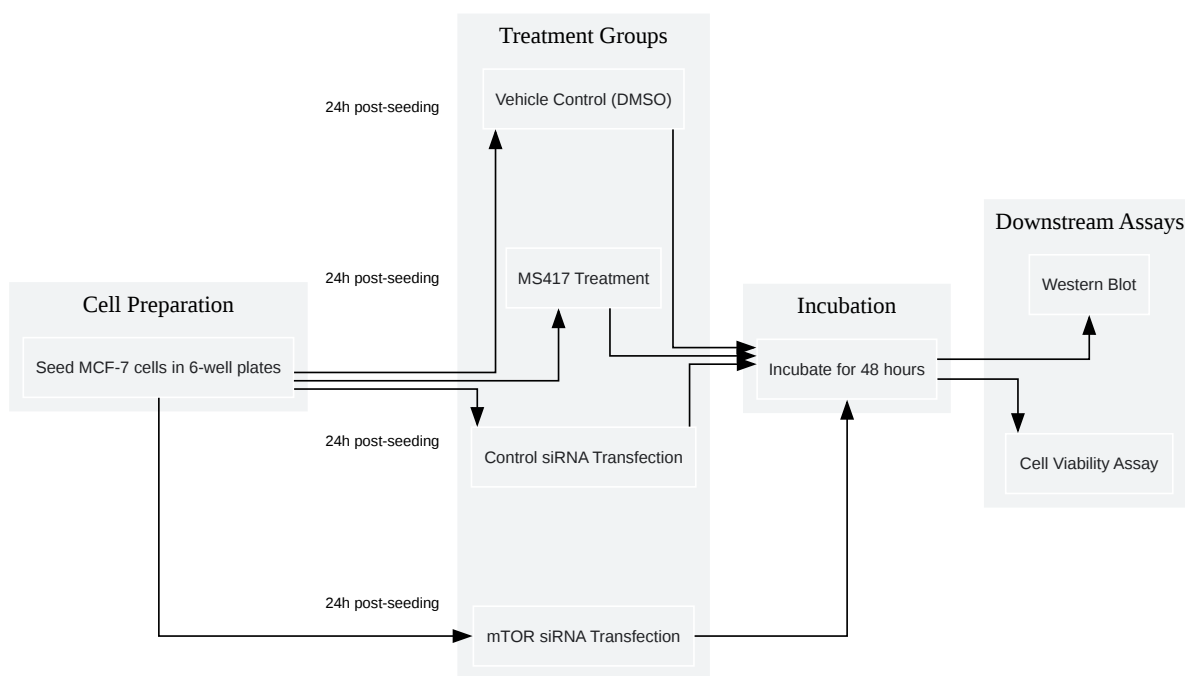 Treatment Groups
24h post-seeding
Vehicle Control (DMSO)
24h post-seeding
MS417 Treatment
Cell Preparation
Seed MCF-7 cells in 6-well plates
24h post-seeding
Control siRNA Transfection
24h post-seeding
mTOR siRNA Transfection
Incubation
Incubate for 48 hours
Downstream Assays
Western Blot
Cell Viability Assay